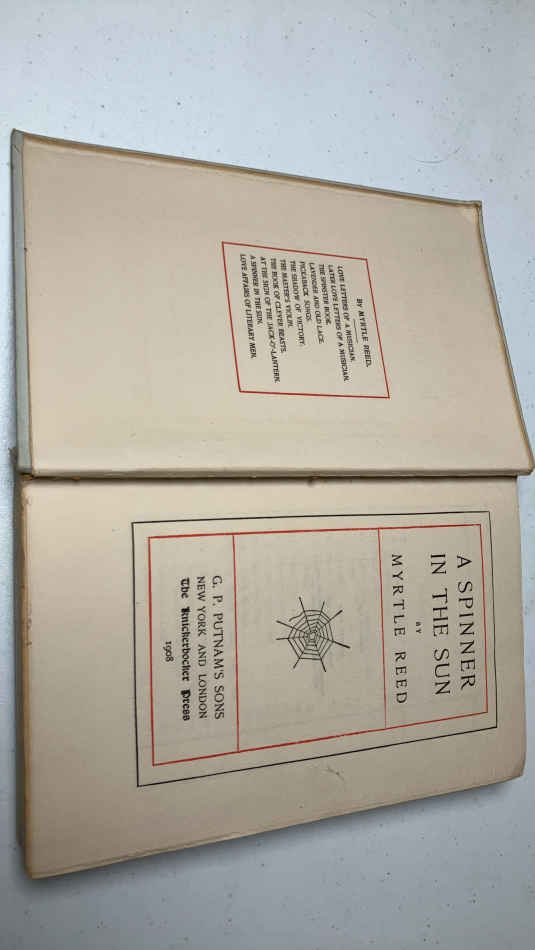 By MYRTLE REED.
LOVE LETTERS OF A MUSICIAN.
LATER LOVE LETTERS OF A MUSICIAN.
THE SPINSTER BOOK.
LAVENDER AND OLD LACE.
PICKABACK SONGS.
THE SHADOW OF VICTORY.
THE MASTER'S VIOLIN.
THE BOOK OF CLEVER BEASTS.
AT THE SIGN OF THE JACK-O'-LANTERN.
A SPINNER IN THE SUN.
LOVE AFFAIRS OF LITERARY MEN.
A SPINNER
IN THE SUN
BY
MYRTLE REED
G. P. PUTNAM'S SONS
NEW YORK AND LONDON
The Knickerbocker Press
1908